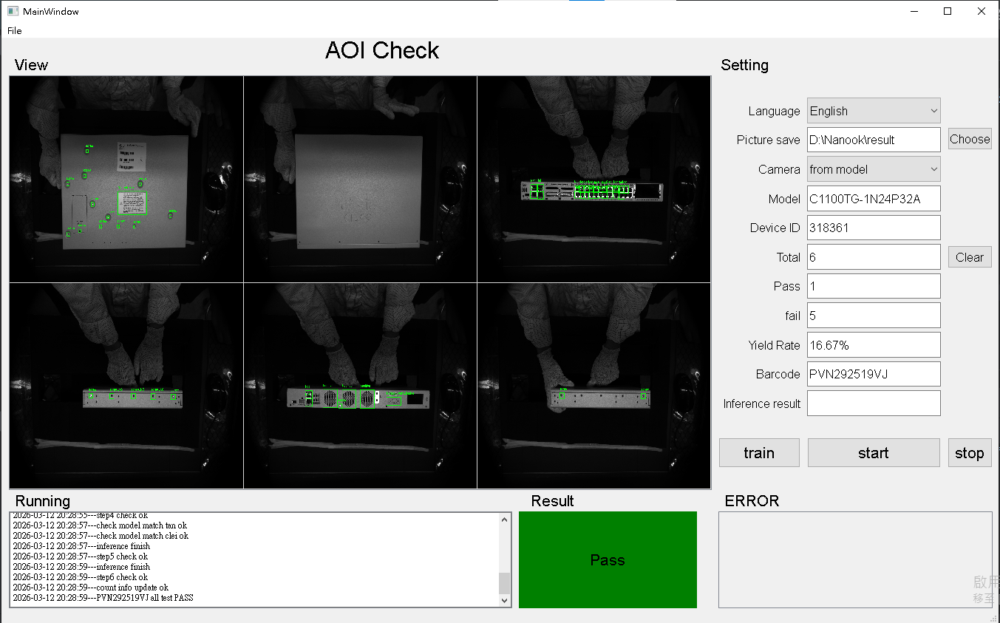 MainWindow
File
AOI Check
View
Setting
Language English
Picture save D:\Nanook\result Choose
Camera from model
Model C1100TG-1N24P32A
Device ID 318361
Total 6 Clear
Pass 1
fail 5
Yield Rate 16.67%
Barcode PVN292519VJ
Inference result
train start stop
Running
2026-03-12 20:28:55---step4 check ok
2026-03-12 20:28:57---check model match tan ok
2026-03-12 20:28:57---check model match clei ok
2026-03-12 20:28:57---inference finish
2026-03-12 20:28:57---step5 check ok
2026-03-12 20:28:59---inference finish
2026-03-12 20:28:59---step6 check ok
2026-03-12 20:28:59---count info update ok
2026-03-12 20:28:59---PVN292519VJ all test PASS
Result
Pass
ERROR
啟用
移至